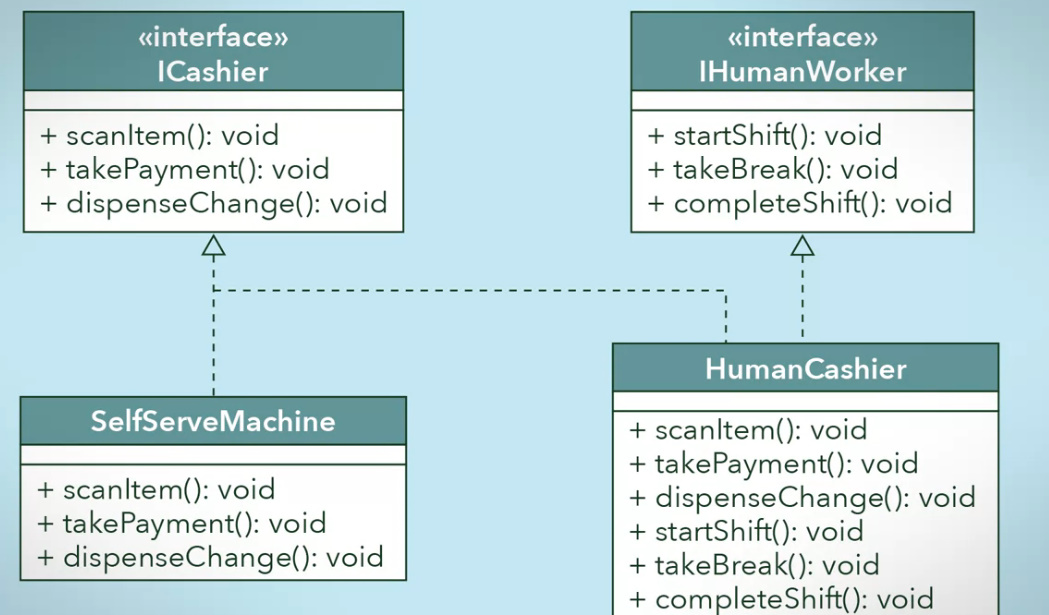 «interface»
ICashier
+ scanItem(): void
+ takePayment(): void
+ dispenseChange(): void
«interface»
IHumanWorker
+ startShift(): void
+ takeBreak(): void
+ completeShift(): void
SelfServeMachine
+ scanItem(): void
+ takePayment(): void
+ dispenseChange(): void
HumanCashier
+ scanItem(): void
+ takePayment(): void
+ dispenseChange(): void
+ startShift(): void
+ takeBreak(): void
+ completeShift(): void